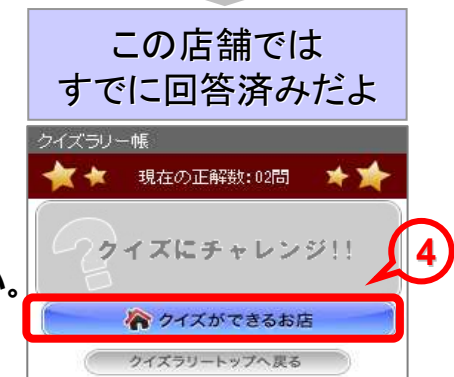 この店舗では
すでに回答済みだよ
クイズラリー帳
現在の正解数:02問
クイズにチャレンジ!!
4
い。
クイズができるお店
クイズラリートップへ戻る